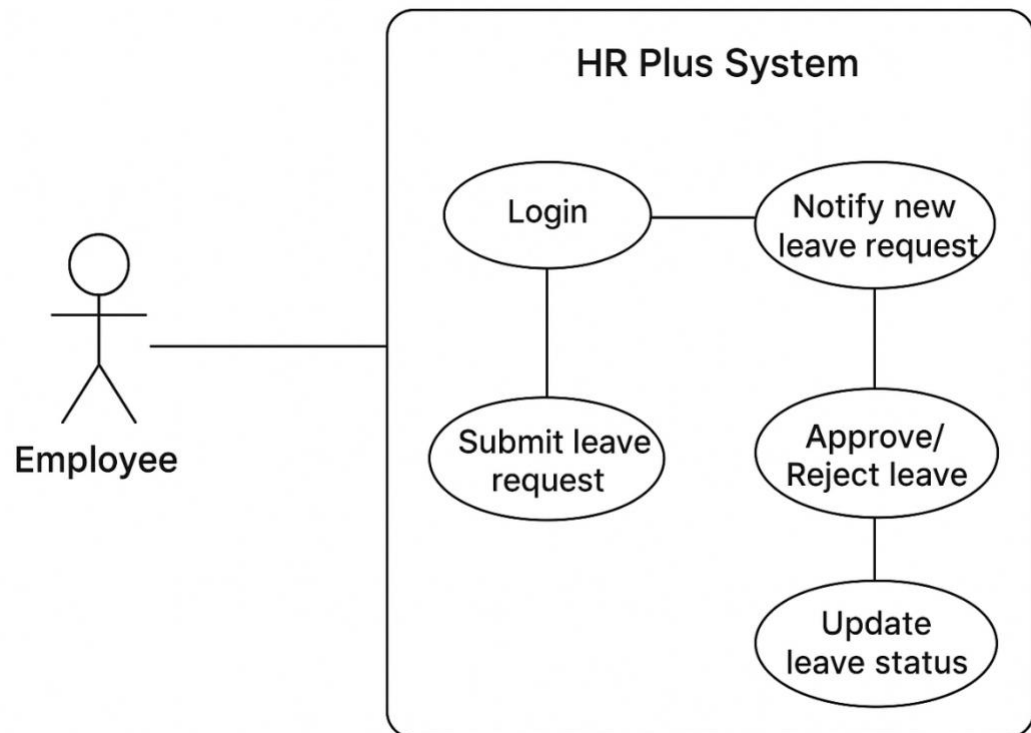 HR Plus System
Login
Notify new
leave request
Employee
Submit leave
request
Approve/
Reject leave
Update
leave status